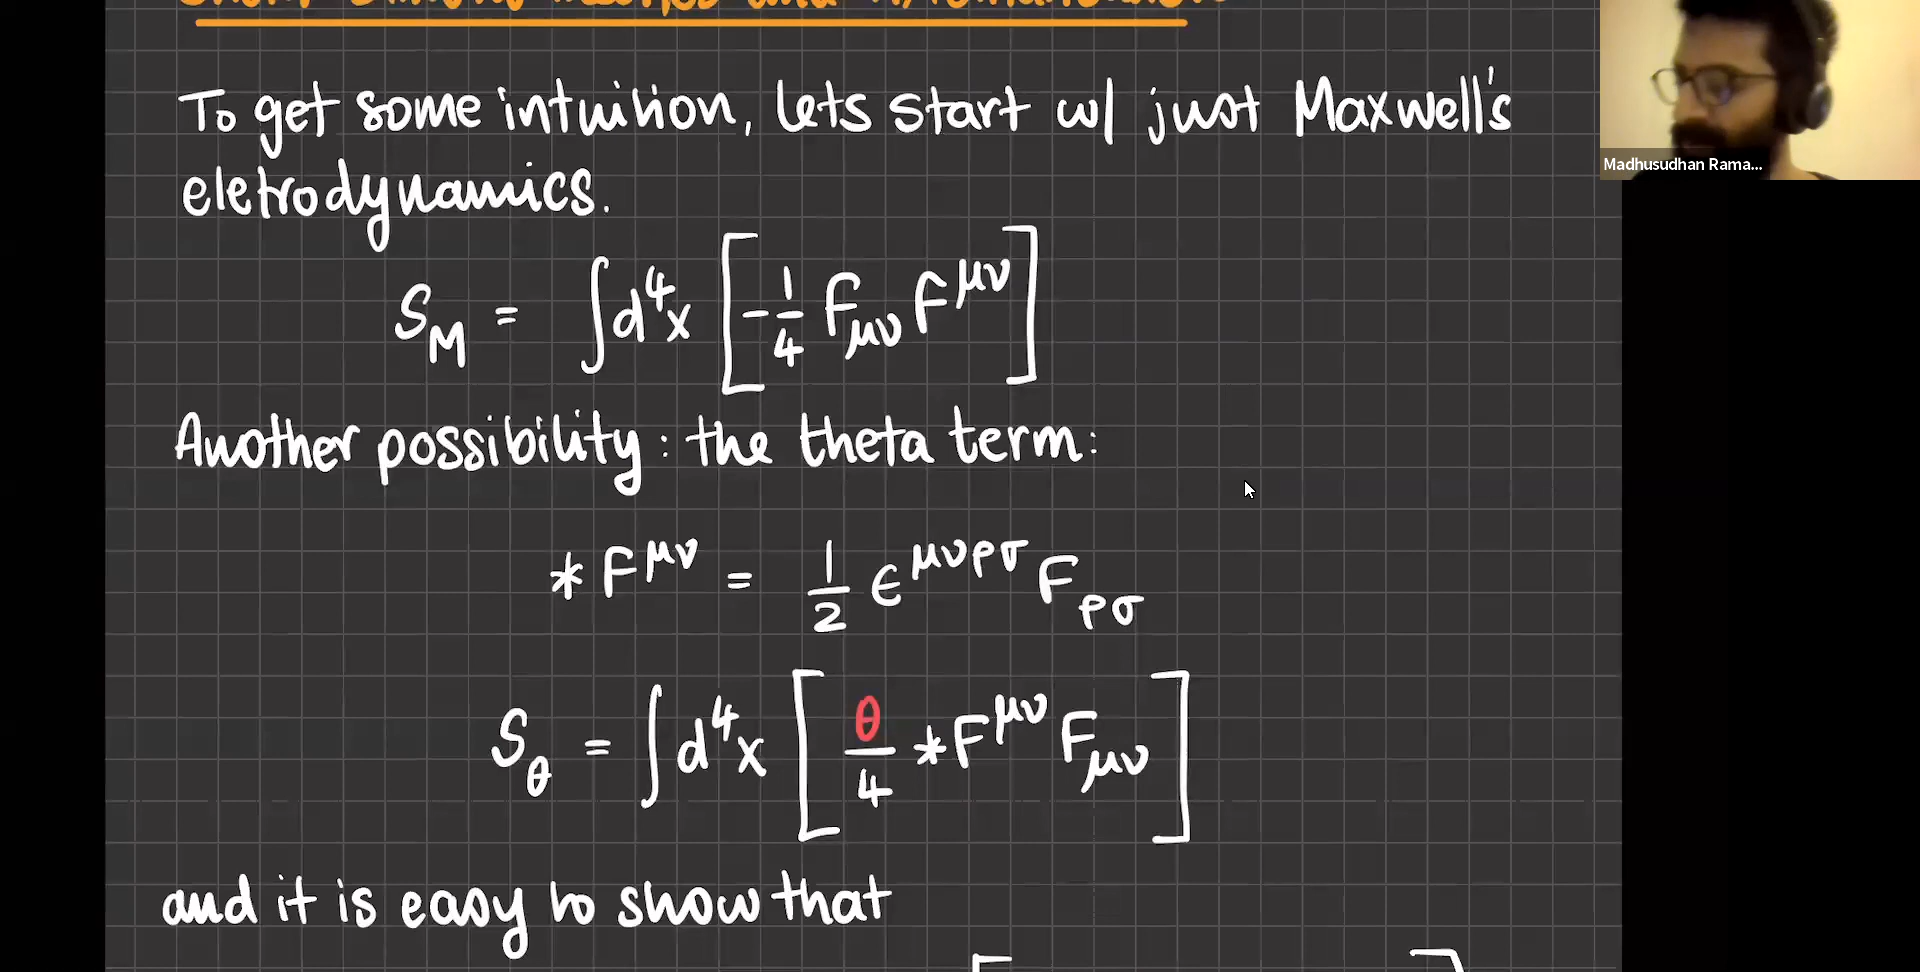 To get some intuition, lets start w/ just Maxwell's
eletrodynamics.
S_M = ∫d⁴x [-1/4 F_μν F^μν]
Another possibility: the theta term:
*F^μν = 1/2 ε^μνρσ F_ρσ
S_θ = ∫d⁴x [θ/4 *F^μν F_μν]
and it is easy to show that
Madhusudhan Rama...